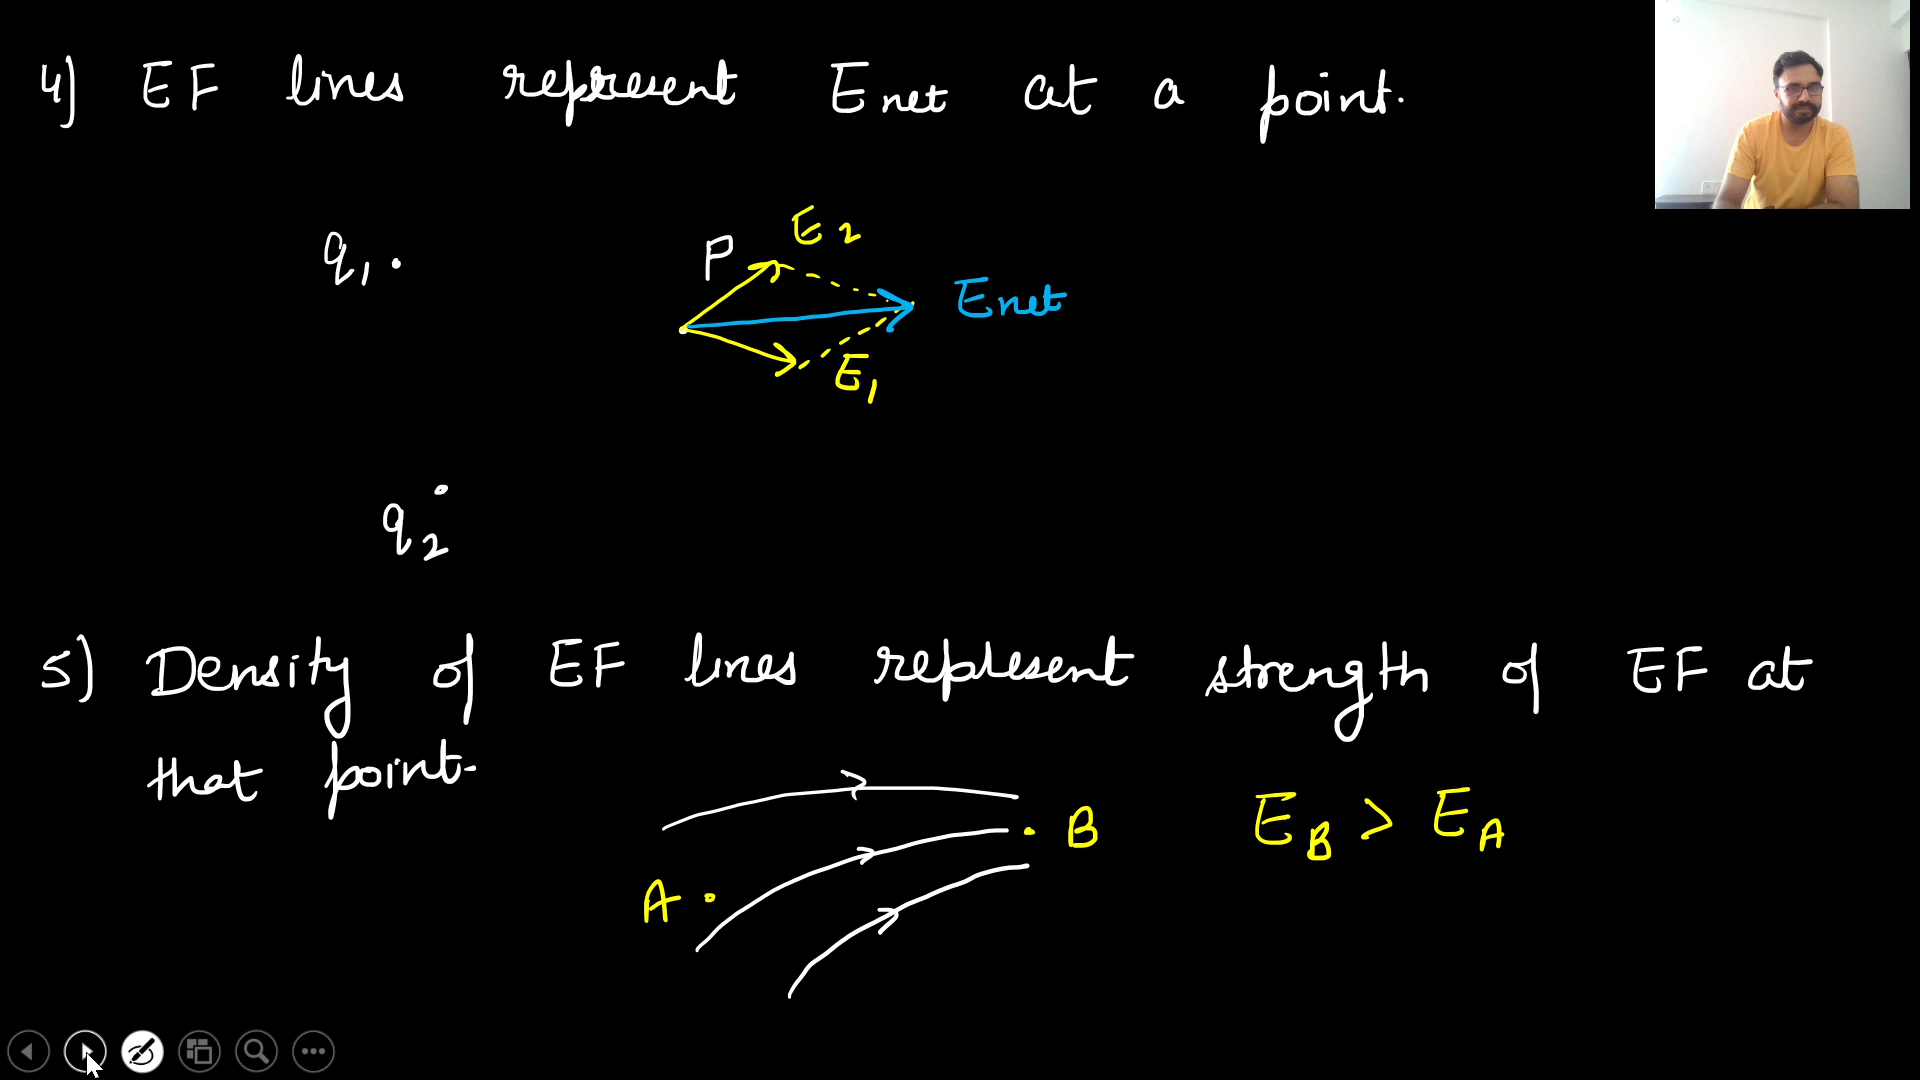 4) EF lines represent Enet at a point.
E2
P
q1
Enet
E1
q2
5) Density of EF lines represent strength of EF at
that point.
B
EB > EA
A